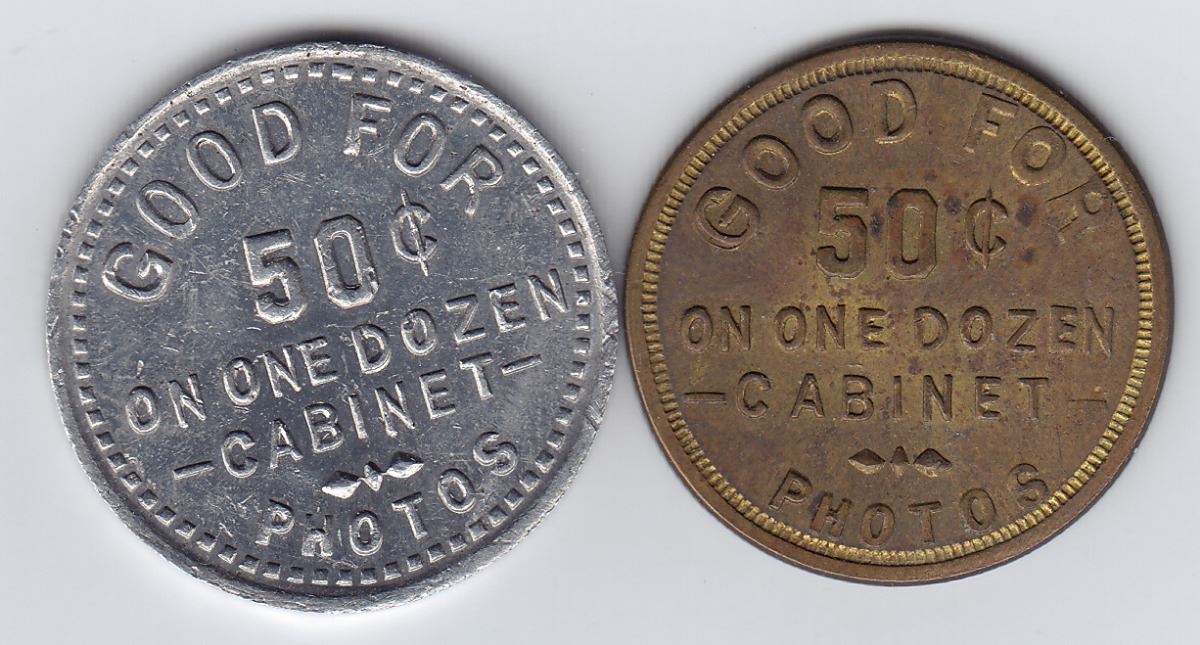 GOOD FOR
50¢
ON ONE DOZEN
-CABINET-
PHOTOS
GOOD FOR
50¢
ON ONE DOZEN
-CABINET-
PHOTOS